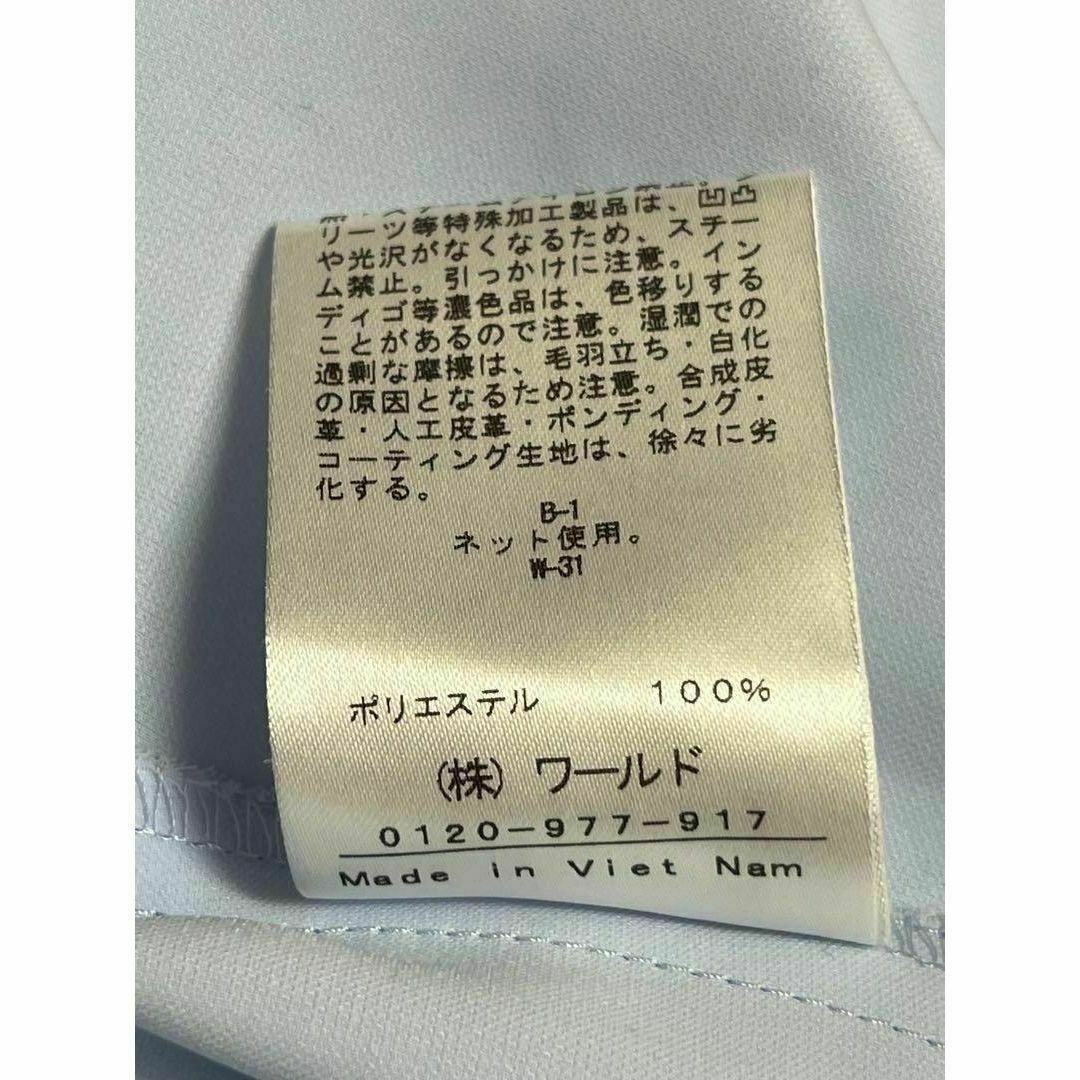 リーツ等特殊加工製品は、凹凸
や光沢がなくなるため、スチー
ム禁止。引っかけに注意。イン
ディゴ等濃色品は、色移りする
ことがあるので注意。湿潤での
過剰な摩擦は、毛羽立ち・白化
の原因となるため注意。合成皮
革・人工皮革・ボンディング・
コーティング生地は、徐々に劣
化する。
B-1
ネット使用。
W-31
ポリエステル 100%
(株) ワールド
0120-977-917
Made in Viet Nam